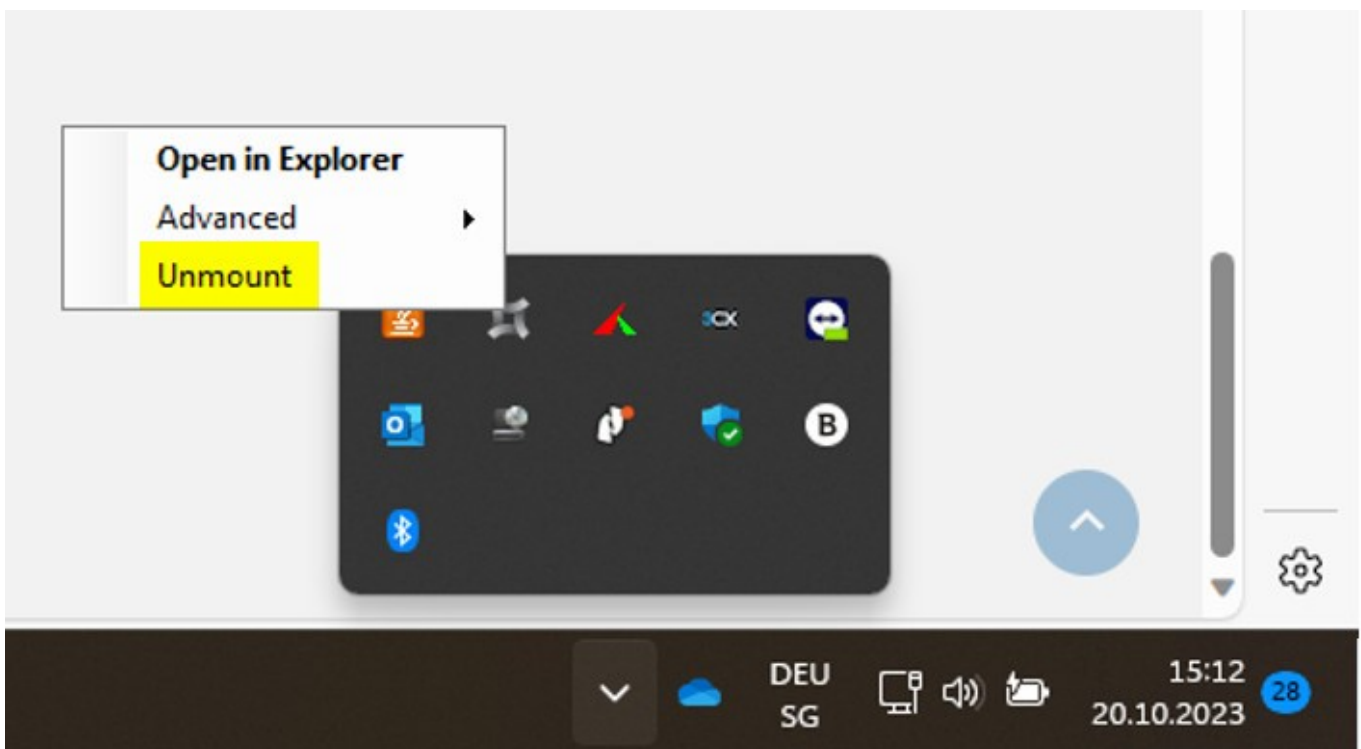 Open in Explorer
Advanced
Unmount
3CX
B
DEU
SG
15:12
20.10.2023
28